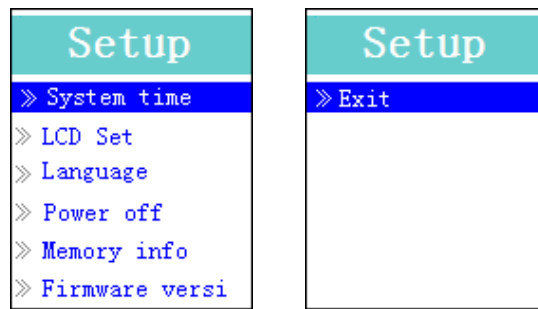 Setup
» System time
» LCD Set
» Language
» Power off
» Memory info
» Firmware versi
Setup
» Exit